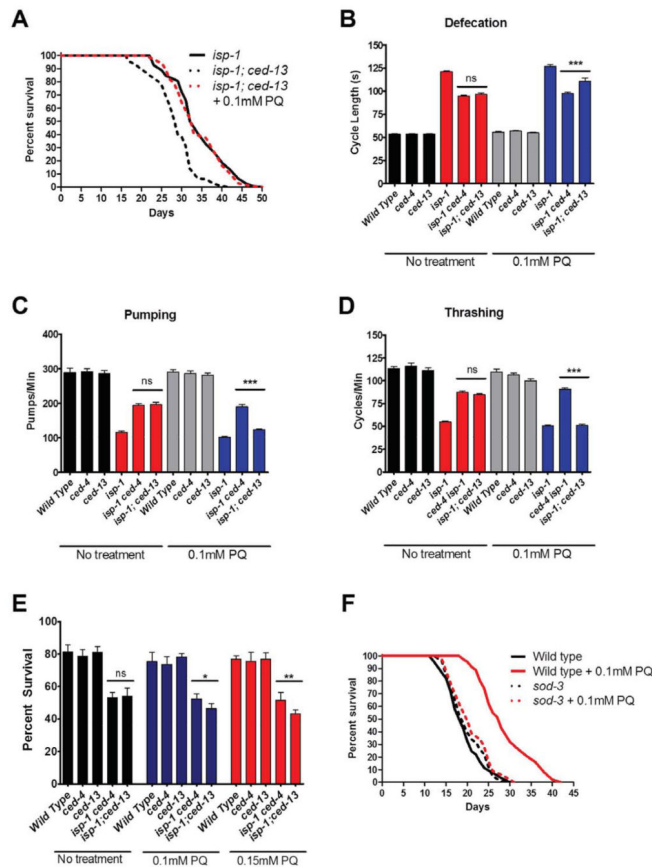 A
Percent survival
100
90
80
70
60
50
40
30
20
10
0
0 5 10 15 20 25 30 35 40 45 50
Days
isp-1
isp-1; ced-13
isp-1; ced-13
+ 0.1mM PQ
B
Defecation
Cycle Length (s)
150
125
100
75
50
25
0
ns
***
Wild Type
ced-4
ced-13
isp-1
isp-1 ced-4
isp-1; ced-13
Wild Type
ced-4
ced-13
isp-1
isp-1 ced-4
isp-1; ced-13
No treatment
0.1mM PQ
C
Pumping
Pumps/Min
400
300
200
100
0
ns
***
Wild Type
ced-4
ced-13
isp-1
isp-1 ced-4
isp-1; ced-13
Wild Type
ced-4
ced-13
isp-1
isp-1 ced-4
isp-1; ced-13
No treatment
0.1mM PQ
D
Thrashing
Cycles/Min
150
125
100
75
50
25
0
ns
***
Wild Type
ced-4
ced-13
isp-1
ced-4 isp-1
isp-1; ced-13
Wild Type
ced-4
ced-13
isp-1
ced-4 isp-1
isp-1; ced-13
No treatment
0.1mM PQ
E
Percent Survival
100
80
60
40
20
0
ns
*
**
Wild Type
ced-4
ced-13
isp-1 ced-4
isp-1;ced-13
Wild Type
ced-4
ced-13
isp-1 ced-4
isp-1;ced-13
Wild Type
ced-4
ced-13
isp-1 ced-4
isp-1;ced-13
No treatment
0.1mM PQ
0.15mM PQ
F
Percent survival
100
90
80
70
60
50
40
30
20
10
0
0 5 10 15 20 25 30 35 40 45
Days
Wild type
Wild type + 0.1mM PQ
sod-3
sod-3 + 0.1mM PQ